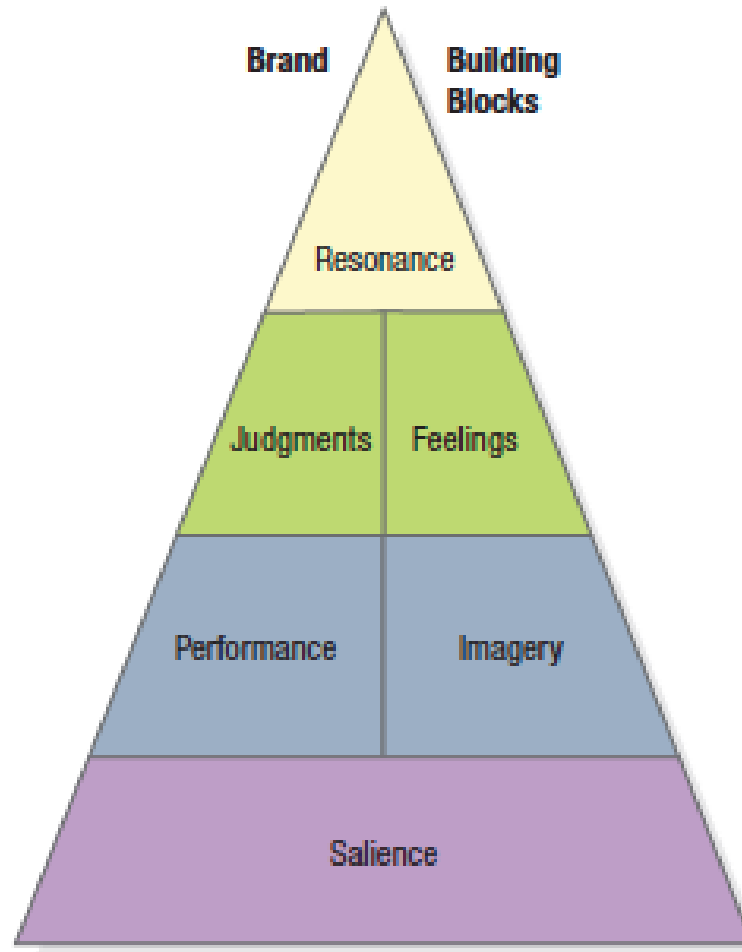 Brand
Building
Blocks
Resonance
Judgments
Feelings
Performance
Imagery
Salience